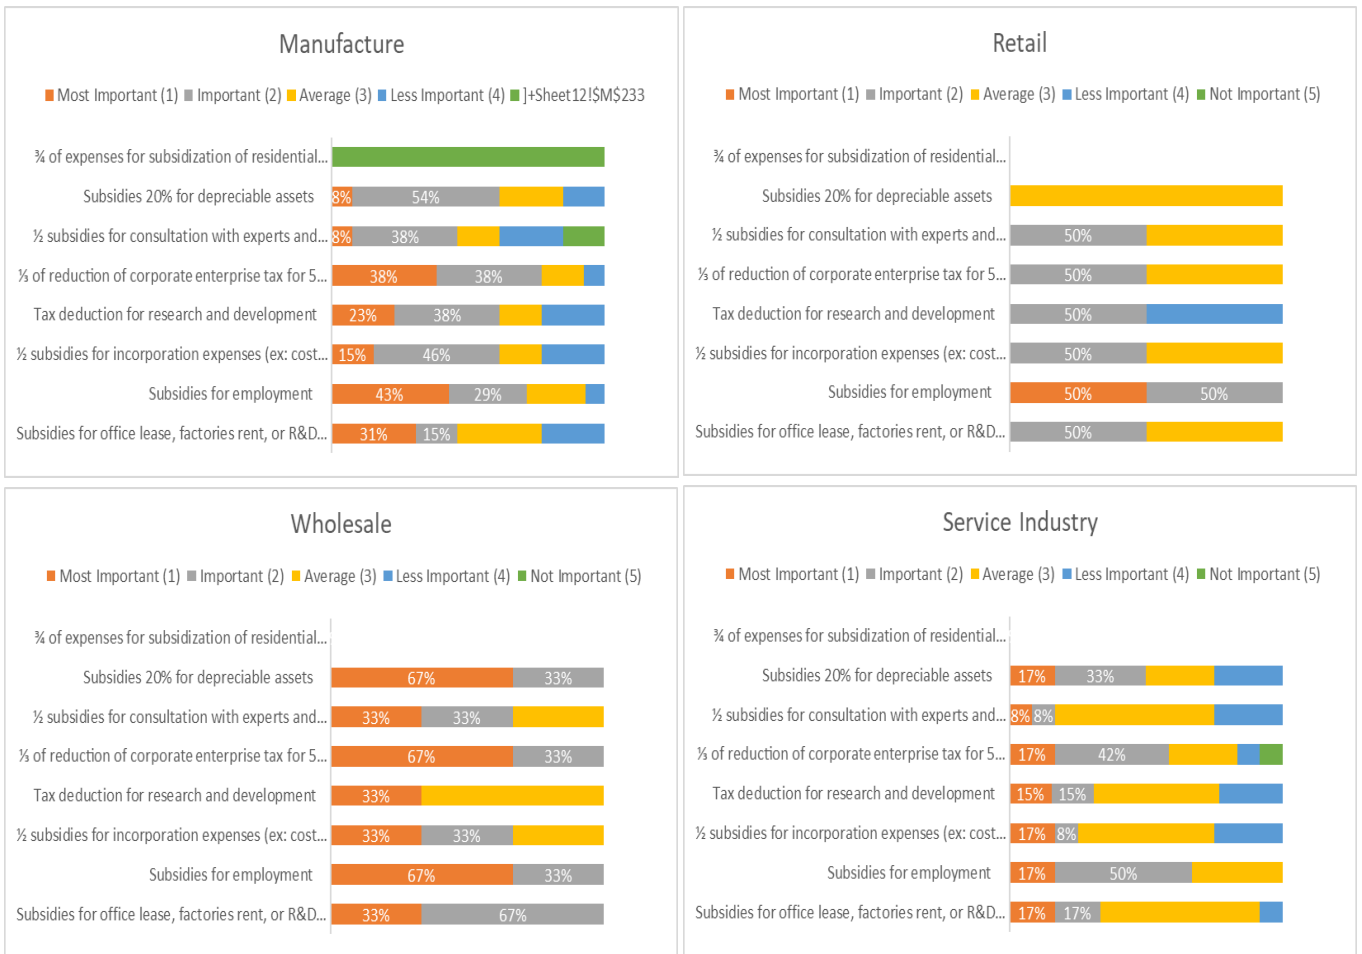 Manufacture
Most Important (1) Important (2) Average (3) Less Important (4) ]+Sheet12!$M$233
¾ of expenses for subsidization of residential...
Subsidies 20% for depreciable assets 8% 54%
½ subsidies for consultation with experts and... 8% 38%
⅓ of reduction of corporate enterprise tax for 5... 38% 38%
Tax deduction for research and development 23% 38%
½ subsidies for incorporation expenses (ex: cost... 15% 46%
Subsidies for employment 43% 29%
Subsidies for office lease, factories rent, or R&D... 31% 15%
Retail
Most Important (1) Important (2) Average (3) Less Important (4) Not Important (5)
¾ of expenses for subsidization of residential...
Subsidies 20% for depreciable assets
½ subsidies for consultation with experts and... 50%
⅓ of reduction of corporate enterprise tax for 5... 50%
Tax deduction for research and development 50%
½ subsidies for incorporation expenses (ex: cost... 50%
Subsidies for employment 50% 50%
Subsidies for office lease, factories rent, or R&D... 50%
Wholesale
Most Important (1) Important (2) Average (3) Less Important (4) Not Important (5)
¾ of expenses for subsidization of residential...
Subsidies 20% for depreciable assets 67% 33%
½ subsidies for consultation with experts and... 33% 33%
⅓ of reduction of corporate enterprise tax for 5... 67% 33%
Tax deduction for research and development 33%
½ subsidies for incorporation expenses (ex: cost... 33% 33%
Subsidies for employment 67% 33%
Subsidies for office lease, factories rent, or R&D... 33% 67%
Service Industry
Most Important (1) Important (2) Average (3) Less Important (4) Not Important (5)
¾ of expenses for subsidization of residential...
Subsidies 20% for depreciable assets 17% 33%
½ subsidies for consultation with experts and... 8% 8%
⅓ of reduction of corporate enterprise tax for 5... 17% 42%
Tax deduction for research and development 15% 15%
½ subsidies for incorporation expenses (ex: cost... 17% 8%
Subsidies for employment 17% 50%
Subsidies for office lease, factories rent, or R&D... 17% 17%